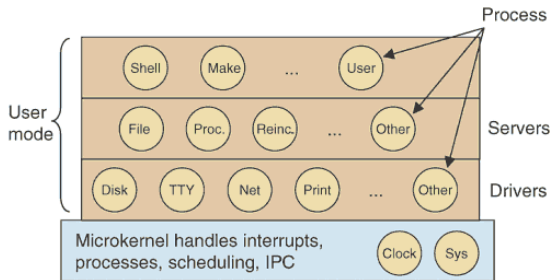 Process
Shell Make ... User
User
mode
File Proc. Reinc. ... Other
Servers
Disk TTY Net Print ... Other
Drivers
Microkernel handles interrupts,
processes, scheduling, IPC
Clock Sys